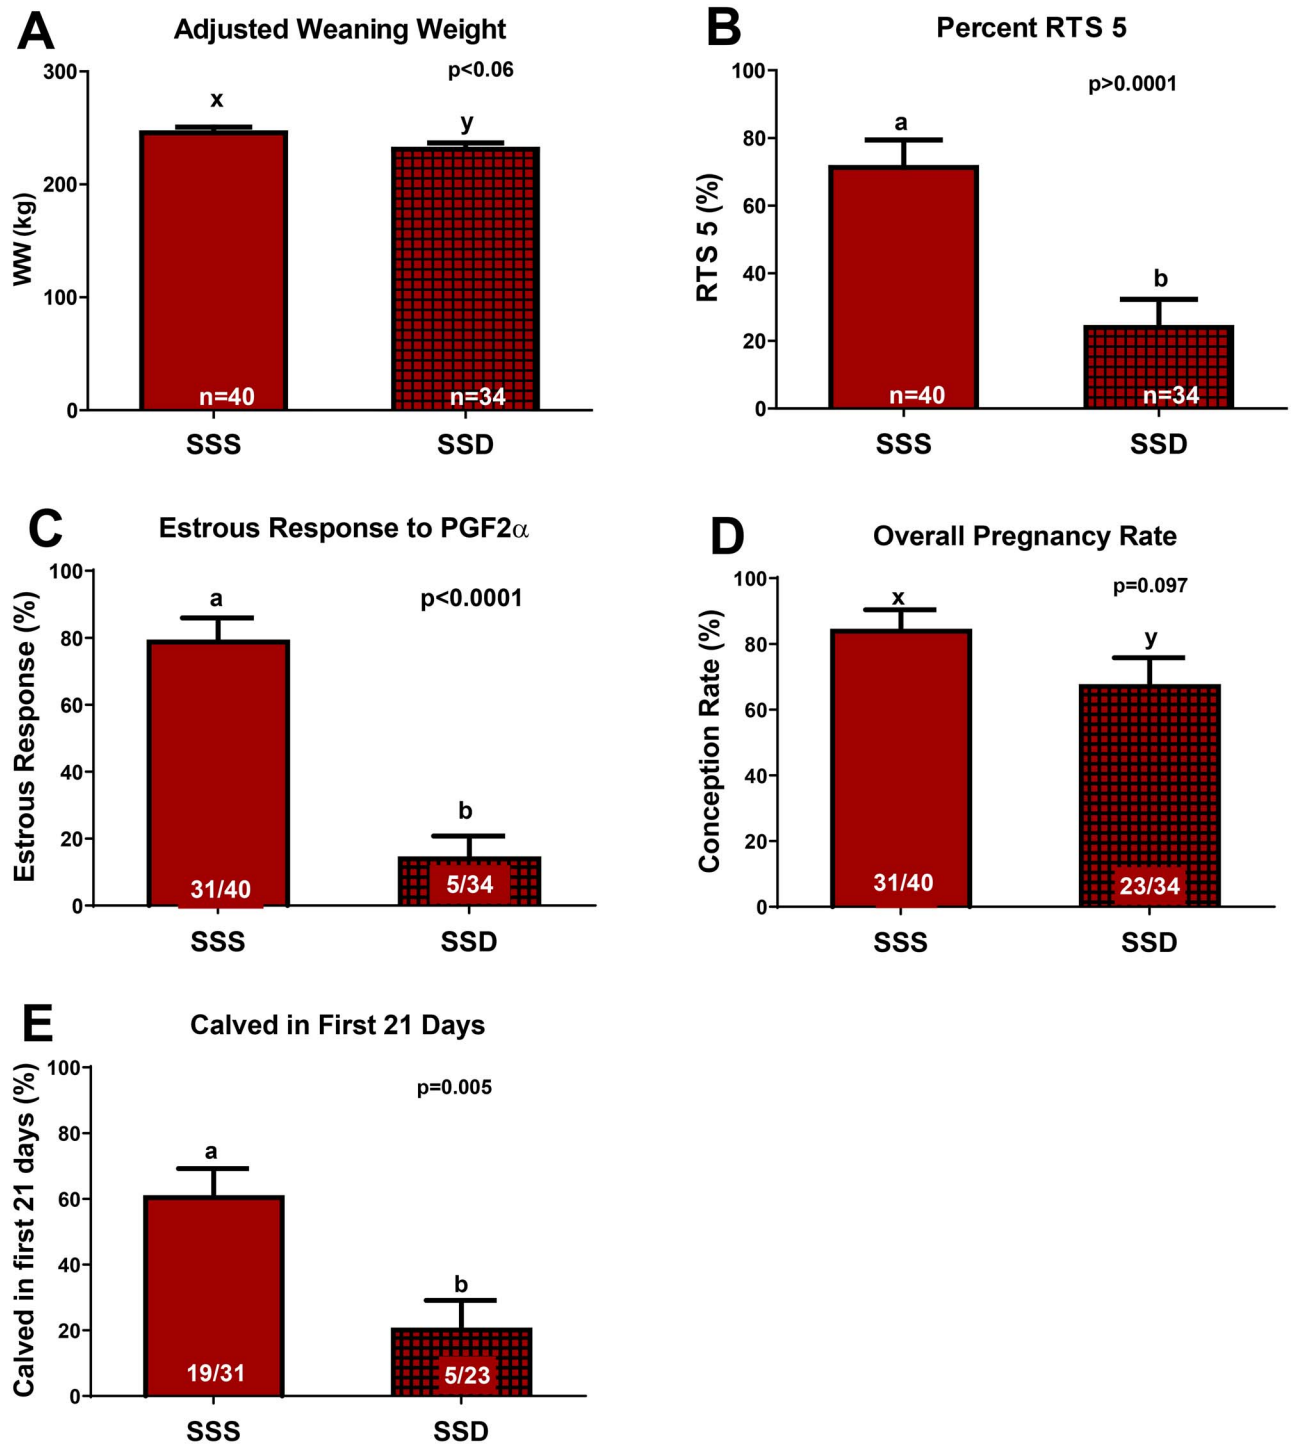 A
Adjusted Weaning Weight
p<0.06
WW (kg)
300
200
100
0
x
y
n=40
n=34
SSS
SSD
B
Percent RTS 5
p>0.0001
RTS 5 (%)
100
80
60
40
20
0
a
b
n=40
n=34
SSS
SSD
C
Estrous Response to PGF2α
p<0.0001
Estrous Response (%)
100
80
60
40
20
0
a
b
31/40
5/34
SSS
SSD
D
Overall Pregnancy Rate
p=0.097
Conception Rate (%)
100
80
60
40
20
0
x
y
31/40
23/34
SSS
SSD
E
Calved in First 21 Days
p=0.005
Calved in first 21 days (%)
100
80
60
40
20
0
a
b
19/31
5/23
SSS
SSD